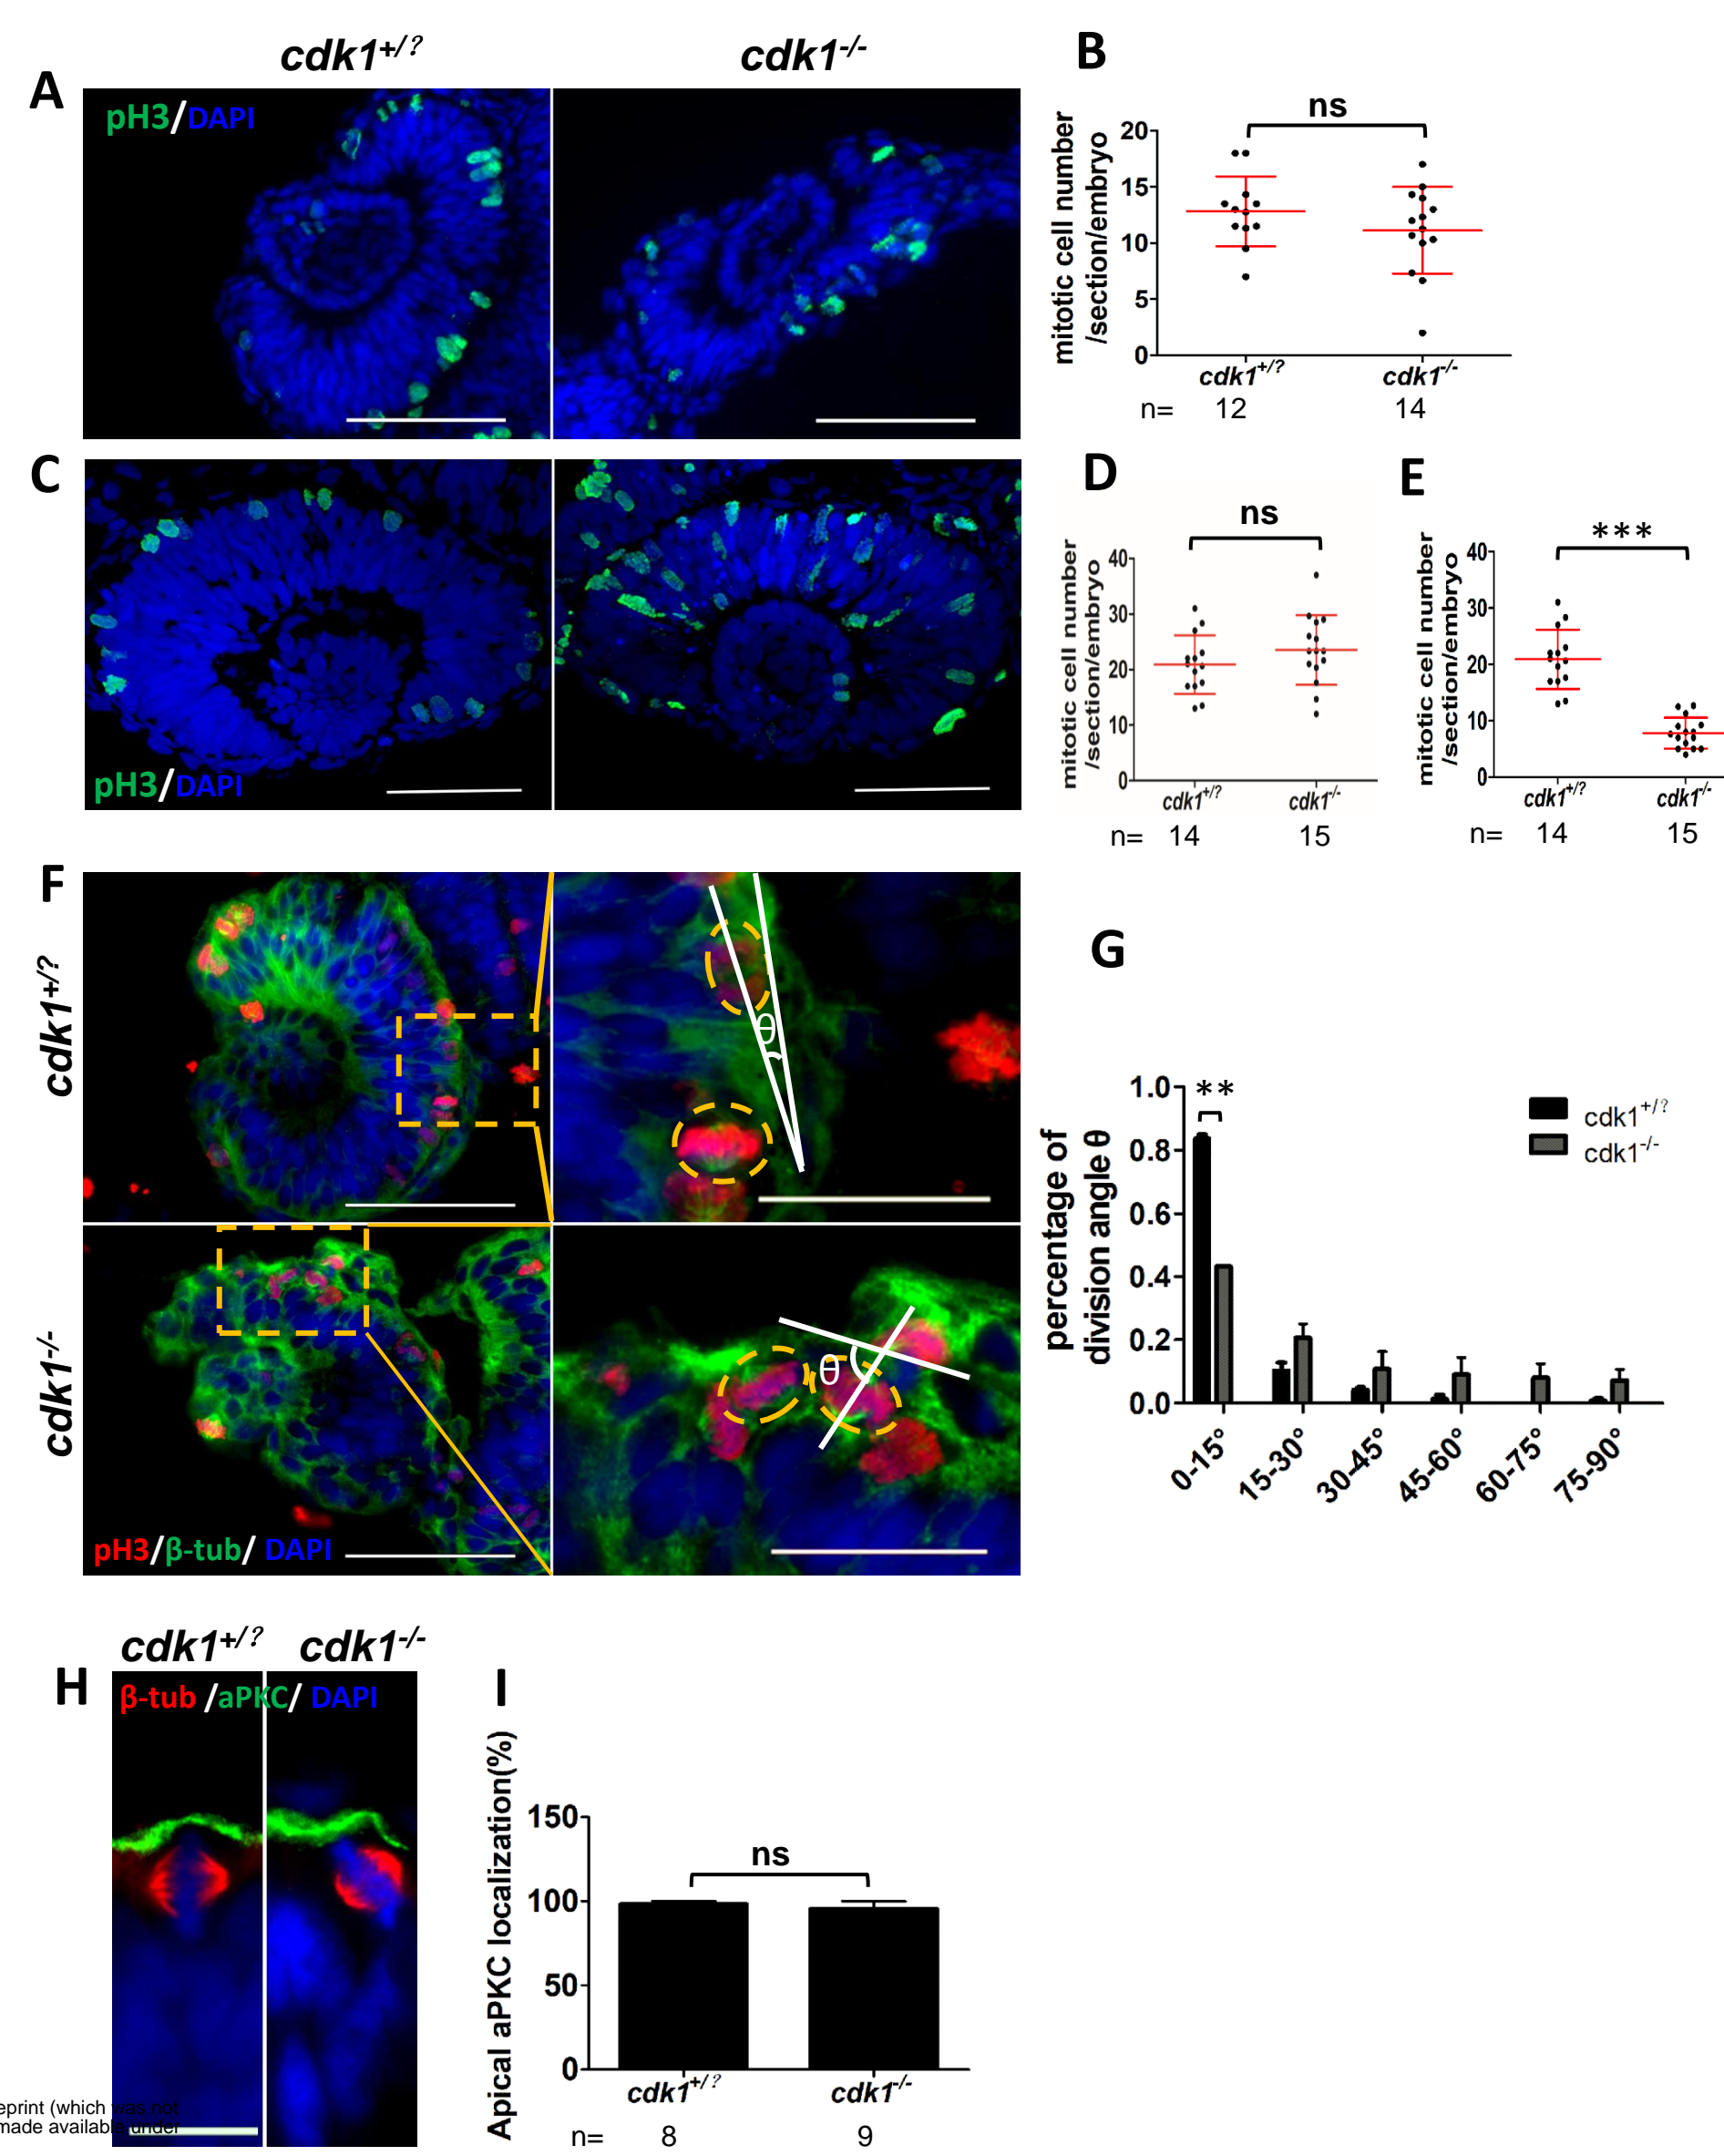 cdk1+/? cdk1-/-
A
pH3/DAPI
B
ns
mitotic cell number
/section/embryo
20
15
10
5
0
cdk1+/? cdk1-/-
n= 12 14
C
pH3/DAPI
D
ns
mitotic cell number
/section/embryo
40
30
20
10
0
cdk1+/? cdk1-/-
n= 14 15
E
***
mitotic cell number
/section/embryo
40
30
20
10
0
cdk1+/? cdk1-/-
n= 14 15
F
cdk1+/?
θ
cdk1-/-
θ
pH3/β-tub/ DAPI
G
percentage of
division angle θ
1.0
0.8
0.6
0.4
0.2
0.0
**
cdk1+/?
cdk1-/-
0-15° 15-30° 30-45° 45-60° 60-75° 75-90°
cdk1+/? cdk1-/-
H
β-tub /aPKC/ DAPI
I
Apical aPKC localization(%)
150
100
50
0
ns
cdk1+/? cdk1-/-
n= 8 9
eprint (which was not
made available under